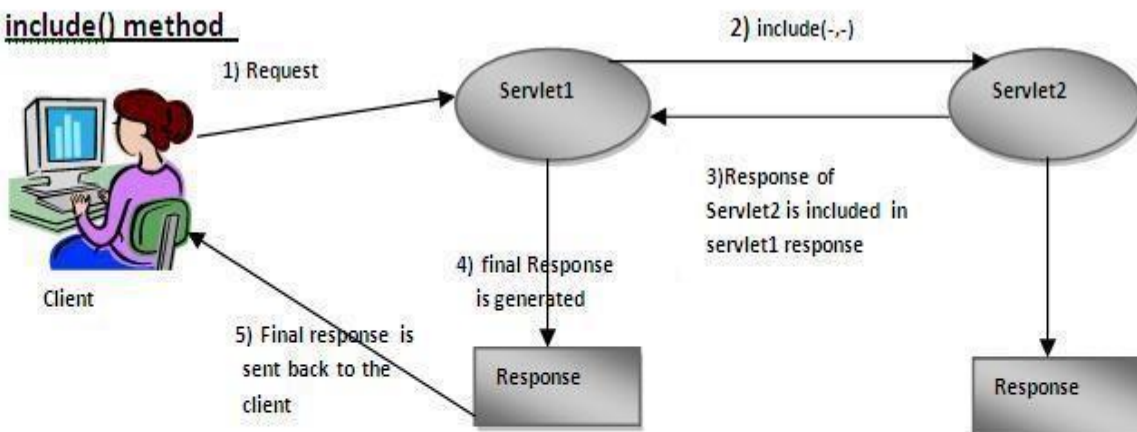 include() method
1) Request
2) include(-,-)
Servlet1
Servlet2
3)Response of
Servlet2 is included in
servlet1 response
4) final Response
is generated
Client
5) Final response is
sent back to the
client
Response
Response